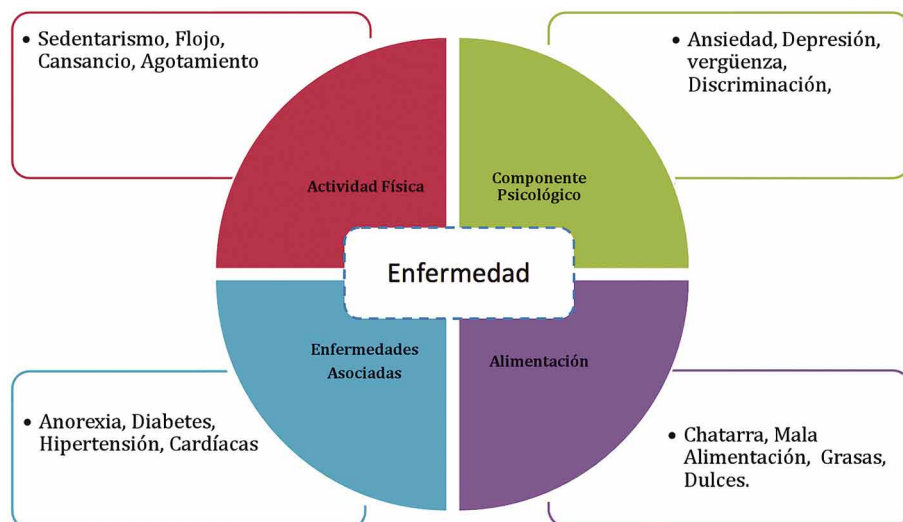 • Sedentarismo, Flojo,
Cansancio, Agotamiento
• Ansiedad, Depresión,
vergüenza,
Discriminación,
Actividad Física
Componente
Psicológico
Enfermedad
Enfermedades
Asociadas
Alimentación
• Anorexia, Diabetes,
Hipertensión, Cardíacas
• Chatarra, Mala
Alimentación, Grasas,
Dulces.